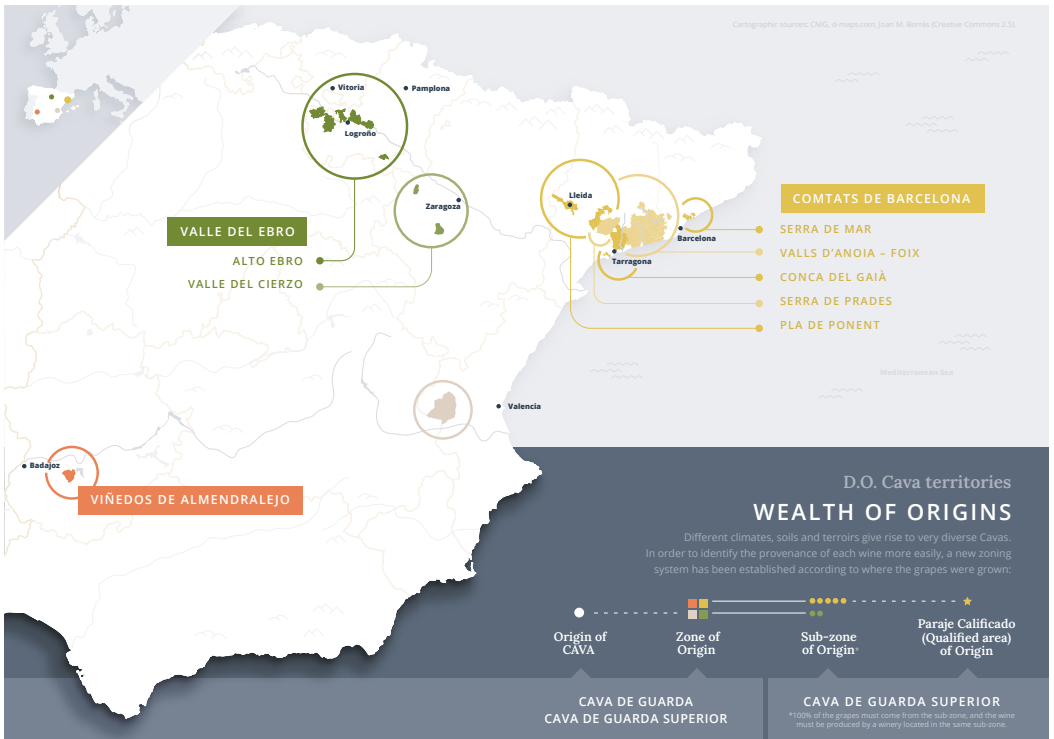 Cartographic sources: CNIG, d-maps.com, Joan M. Borràs (Creative Commons 2.5).
Vitoria
Pamplona
Logroño
Zaragoza
Lleida
Barcelona
Tarragona
COMTATS DE BARCELONA
SERRA DE MAR
VALLS D'ANOIA – FOIX
CONCA DEL GAIÀ
SERRA DE PRADES
PLA DE PONENT
VALLE DEL EBRO
ALTO EBRO
VALLE DEL CIERZO
Mediterranean Sea
Valencia
Badajoz
VIÑEDOS DE ALMENDRALEJO
D.O. Cava territories
WEALTH OF ORIGINS
Different climates, soils and terroirs give rise to very diverse Cavas.
In order to identify the provenance of each wine more easily, a new zoning
system has been established according to where the grapes were grown:
Origin of
CAVA
Zone of
Origin
Sub-zone
of Origin*
Paraje Calificado
(Qualified area)
of Origin
CAVA DE GUARDA
CAVA DE GUARDA SUPERIOR
CAVA DE GUARDA SUPERIOR
*100% of the grapes must come from the sub-zone, and the wine
must be produced by a winery located in the same sub-zone.